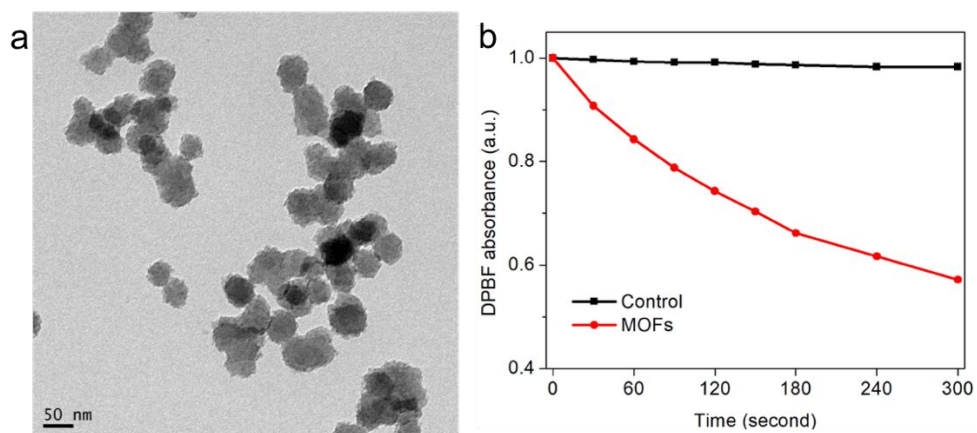 a
50 nm
b
DPBF absorbance (a.u.)
1.0
0.8
0.6
0.4
Control
MOFs
0 60 120 180 240 300
Time (second)